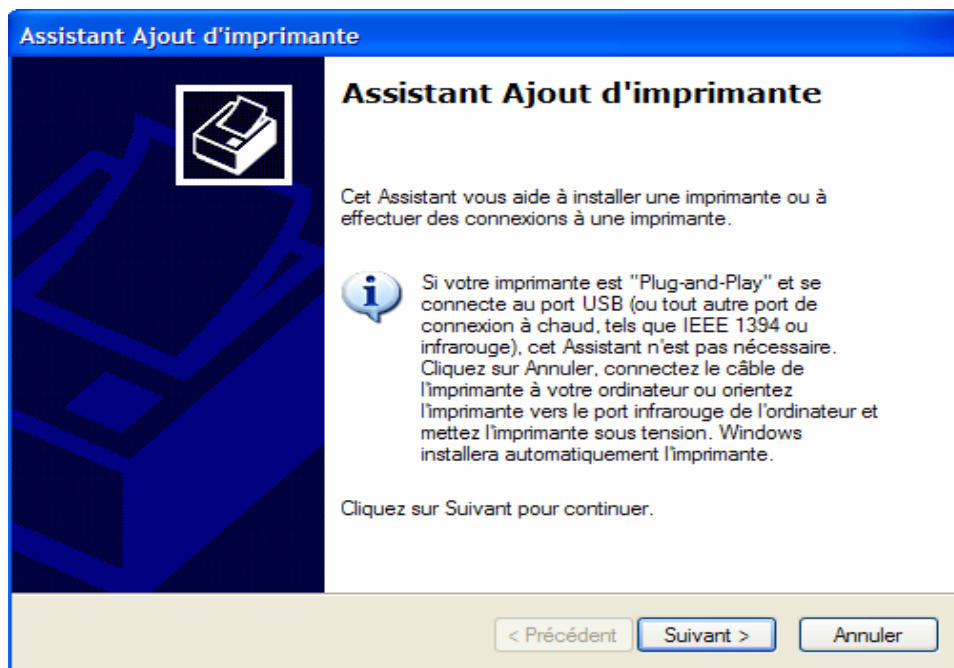 Assistant Ajout d'imprimante
Assistant Ajout d'imprimante
Cet Assistant vous aide à installer une imprimante ou à
effectuer des connexions à une imprimante.
Si votre imprimante est "Plug-and-Play" et se
connecte au port USB (ou tout autre port de
connexion à chaud, tels que IEEE 1394 ou
infrarouge), cet Assistant n'est pas nécessaire.
Cliquez sur Annuler, connectez le câble de
l'imprimante à votre ordinateur ou orientez
l'imprimante vers le port infrarouge de l'ordinateur et
mettez l'imprimante sous tension. Windows
installera automatiquement l'imprimante.
Cliquez sur Suivant pour continuer.
< Précédent Suivant > Annuler